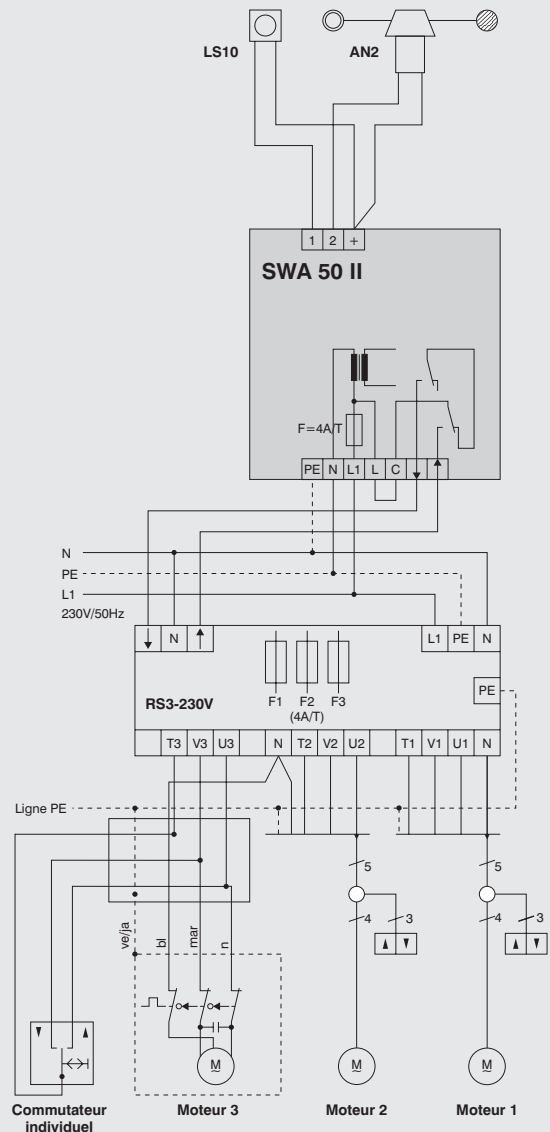 LS10 AN2
1 2 +
SWA 50 II
F=4A/T
PE N L1 L C
N
PE
L1
230V/50Hz
N L1 PE N
RS3-230V F1 F2 F3 PE
(4A/T)
T3 V3 U3 N T2 V2 U2 T1 V1 U1 N
Ligne PE
5 5
4 3 4 3
ve/ja bl mar n
M M M
Commutateur individuel
Moteur 3 Moteur 2 Moteur 1